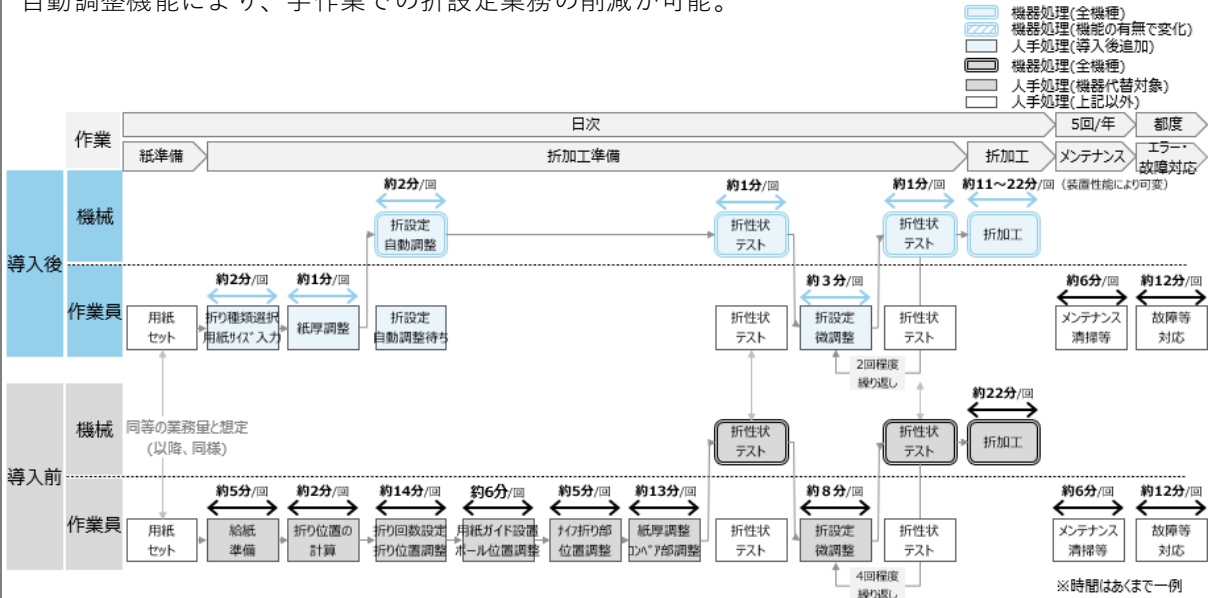 自動調整機能により、手作業での折設定業務の削減が可能。
機器処理(全機種)
機器処理(機能の有無で変化)
人手処理(導入後追加)
機器処理(全機種)
人手処理(機器代替対象)
人手処理(上記以外)
作業
日次
5回/年
都度
紙準備
折加工準備
折加工
メンテナンス
エラー・
故障対応
導入後
機械
約2分/回
折設定
自動調整
約1分/回
折性状
テスト
約1分/回
折性状
テスト
約11~22分/回 (装置性能により可変)
折加工
作業員
用紙
セット
約2分/回
折り種類選択
用紙サイズ入力
約1分/回
紙厚調整
折設定
自動調整待ち
折性状
テスト
約3分/回
折設定
微調整
折性状
テスト
2回程度
繰り返し
約6分/回
メンテナンス
清掃等
約12分/回
故障等
対応
同等の業務量と想定
(以降、同様)
導入前
機械
折性状
テスト
折性状
テスト
約22分/回
折加工
作業員
用紙
セット
約5分/回
給紙
準備
約2分/回
折り位置の
計算
約14分/回
折り回数設定
折り位置調整
約6分/回
用紙ガイド設置
ボール位置調整
約5分/回
ナイフ折り部
位置調整
約13分/回
紙厚調整
コンベア部調整
折性状
テスト
約8分/回
折設定
微調整
折性状
テスト
4回程度
繰り返し
約6分/回
メンテナンス
清掃等
約12分/回
故障等
対応
※時間はあくまで一例